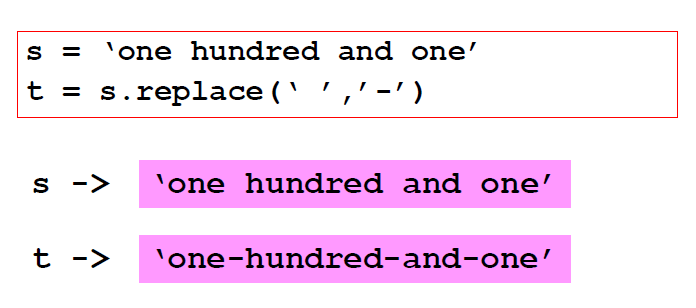 s = ‘one hundred and one’
t = s.replace(‘ ’,’-’)
s -> ‘one hundred and one’
t -> ‘one-hundred-and-one’